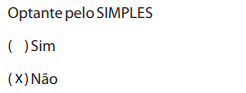 Optante pelo SIMPLES
( ) Sim
(x) Não